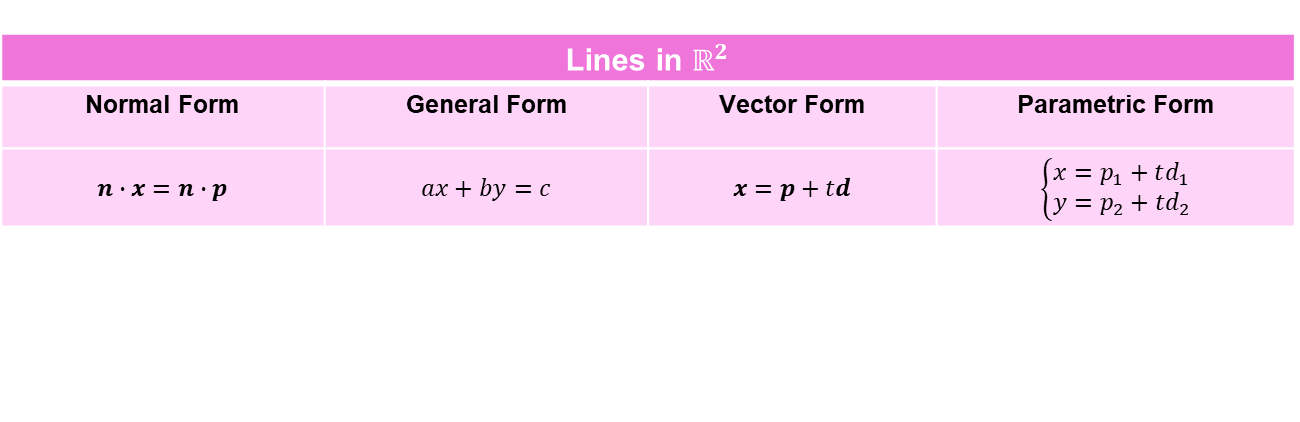 Lines in ℝ²
Normal Form General Form Vector Form Parametric Form
𝒏 ⋅ 𝒙 = 𝒏 ⋅ 𝒑 𝑎𝑥 + 𝑏𝑦 = 𝑐 𝒙 = 𝒑 + 𝑡𝒅 {𝑥 = 𝑝₁ + 𝑡𝑑₁
𝑦 = 𝑝₂ + 𝑡𝑑₂